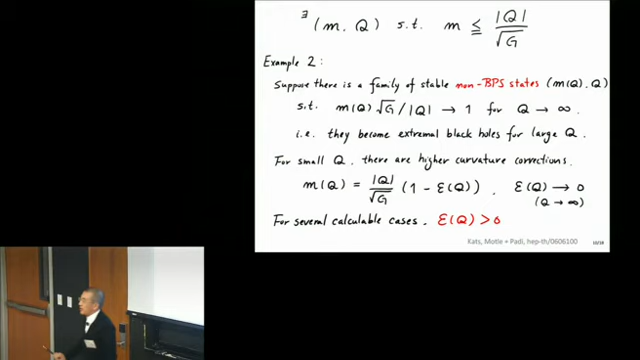 ∃ (m, Q) s.t. m ≦ |Q| / √G
Example 2 :
Suppose there is a family of stable non-BPS states (m(Q), Q)
s.t. m(Q) √G / |Q| → 1 for Q → ∞ .
i.e. they become extremal black holes for large Q .
For small Q , there are higher curvature corrections.
m(Q) = |Q| / √G (1 - ε(Q)) , ε(Q) → 0
(Q → ∞)
For several calculable cases , ε(Q) > 0
Kats, Motle + Padi, hep-th/0606100